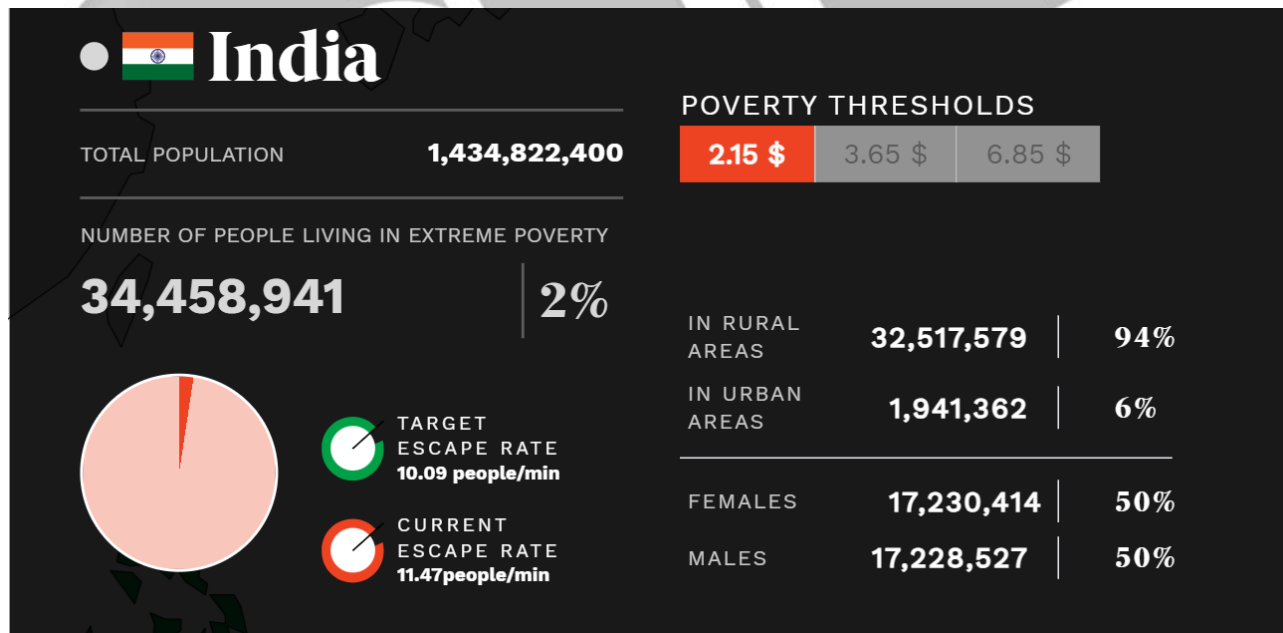 India
TOTAL POPULATION 1,434,822,400
NUMBER OF PEOPLE LIVING IN EXTREME POVERTY
34,458,941 2%
TARGET
ESCAPE RATE
10.09 people/min
CURRENT
ESCAPE RATE
11.47people/min
POVERTY THRESHOLDS
2.15 $ 3.65 $ 6.85 $
IN RURAL
AREAS 32,517,579 94%
IN URBAN
AREAS 1,941,362 6%
FEMALES 17,230,414 50%
MALES 17,228,527 50%